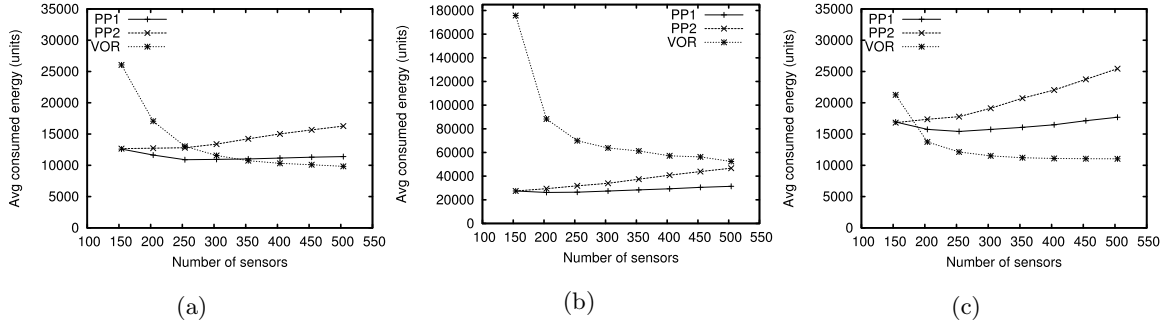 35000
30000
25000
20000
15000
10000
5000
0
100 150 200 250 300 350 400 450 500 550
Avg consumed energy (units)
Number of sensors
PP1
PP2
VOR
(a)
180000
160000
140000
120000
100000
80000
60000
40000
20000
0
100 150 200 250 300 350 400 450 500 550
Avg consumed energy (units)
Number of sensors
PP1
PP2
VOR
(b)
35000
30000
25000
20000
15000
10000
5000
0
100 150 200 250 300 350 400 450 500 550
Avg consumed energy (units)
Number of sensors
PP1
PP2
VOR
(c)